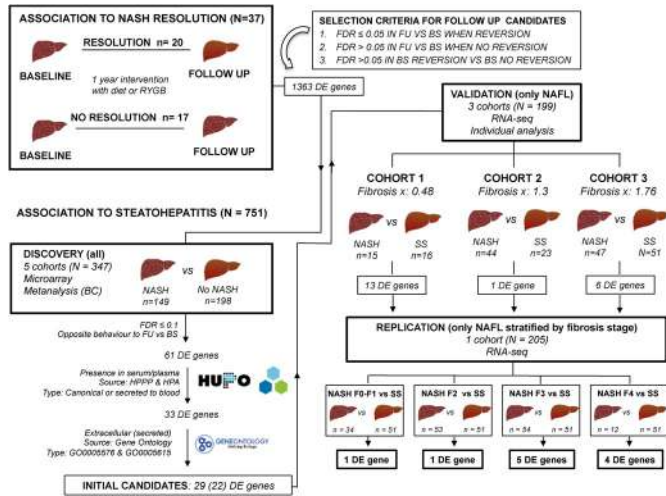 ASSOCIATION TO NASH RESOLUTION (N=37)
RESOLUTION n= 20
BASELINE
FOLLOW UP
1 year intervention
with diet or RYGB
NO RESOLUTION n= 17
BASELINE
FOLLOW UP
SELECTION CRITERIA FOR FOLLOW UP CANDIDATES
1. FDR ≤ 0.05 IN FU VS BS WHEN REVERSION
2. FDR > 0.05 IN FU VS BS WHEN NO REVERSION
3. FDR >0.05 IN BS REVERSION VS BS NO REVERSION
1363 DE genes
ASSOCIATION TO STEATOHEPATITIS (N = 751)
DISCOVERY (all)
5 cohorts (N = 347)
Microarray
Metanalysis (BC)
vs
NASH
n=149
No NASH
n=198
FDR ≤ 0.1
Opposite behaviour to FU vs BS
61 DE genes
Presence in serum/plasma
Source: HPPP & HPA
Type: Canonical or secreted to blood
HUPO
33 DE genes
Extracellular (secreted)
Source: Gene Ontology
Type: GO0005576 & GO0005615
GENEONTOLOGY
INITIAL CANDIDATES: 29 (22) DE genes
VALIDATION (only NAFL)
3 cohorts (N = 199)
RNA-seq
Individual analysis
COHORT 1
Fibrosis x: 0.48
vs
NASH
n=15
SS
n=16
13 DE genes
COHORT 2
Fibrosis x: 1.3
vs
NASH
n=44
SS
n=23
1 DE gene
COHORT 3
Fibrosis x: 1.76
vs
NASH
n=47
SS
N=51
6 DE genes
REPLICATION (only NAFL stratified by fibrosis stage)
1 cohort (N = 205)
RNA-seq
NASH F0-F1 vs SS
vs
n = 34
n = 51
1 DE gene
NASH F2 vs SS
vs
n = 53
n = 51
1 DE gene
NASH F3 vs SS
vs
n = 54
n = 51
5 DE genes
NASH F4 vs SS
vs
n = 12
n = 51
4 DE genes